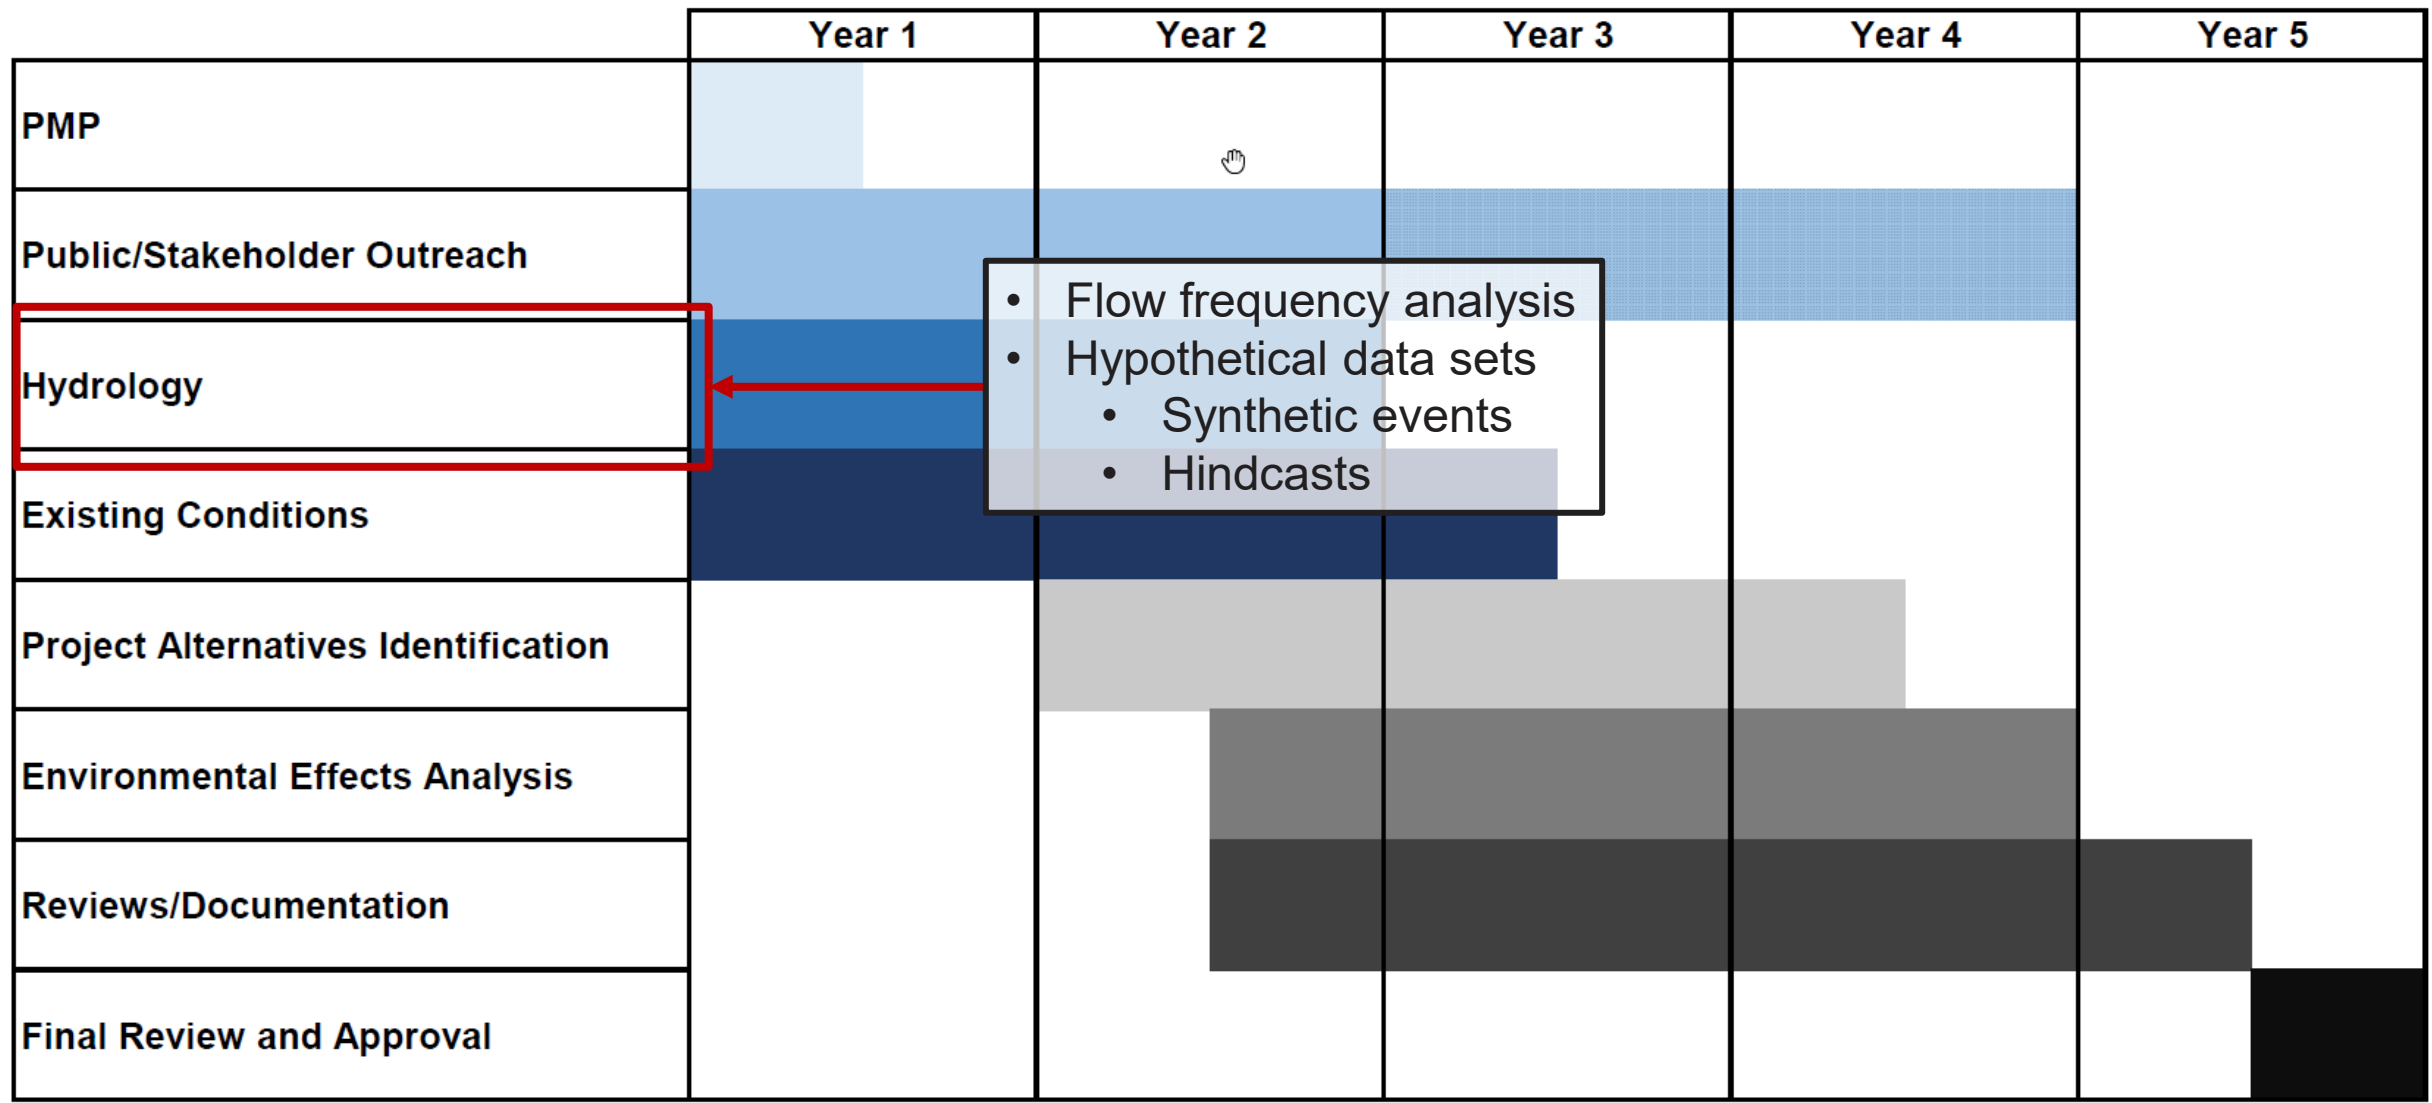 Year 1 Year 2 Year 3 Year 4 Year 5
PMP
Public/Stakeholder Outreach
Hydrology
• Flow frequency analysis
• Hypothetical data sets
• Synthetic events
• Hindcasts
Existing Conditions
Project Alternatives Identification
Environmental Effects Analysis
Reviews/Documentation
Final Review and Approval